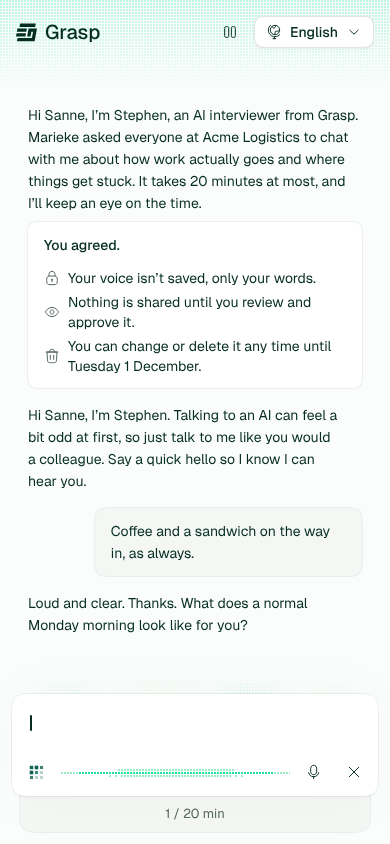 Grasp
English
Hi Sanne, I’m Stephen, an AI interviewer from Grasp.
Marieke asked everyone at Acme Logistics to chat
with me about how work actually goes and where
things get stuck. It takes 20 minutes at most, and
I’ll keep an eye on the time.
You agreed.
Your voice isn’t saved, only your words.
Nothing is shared until you review and
approve it.
You can change or delete it any time until
Tuesday 1 December.
Hi Sanne, I’m Stephen. Talking to an AI can feel a
bit odd at first, so just talk to me like you would
a colleague. Say a quick hello so I know I can
hear you.
Coffee and a sandwich on the way
in, as always.
Loud and clear. Thanks. What does a normal
Monday morning look like for you?
1 / 20 min